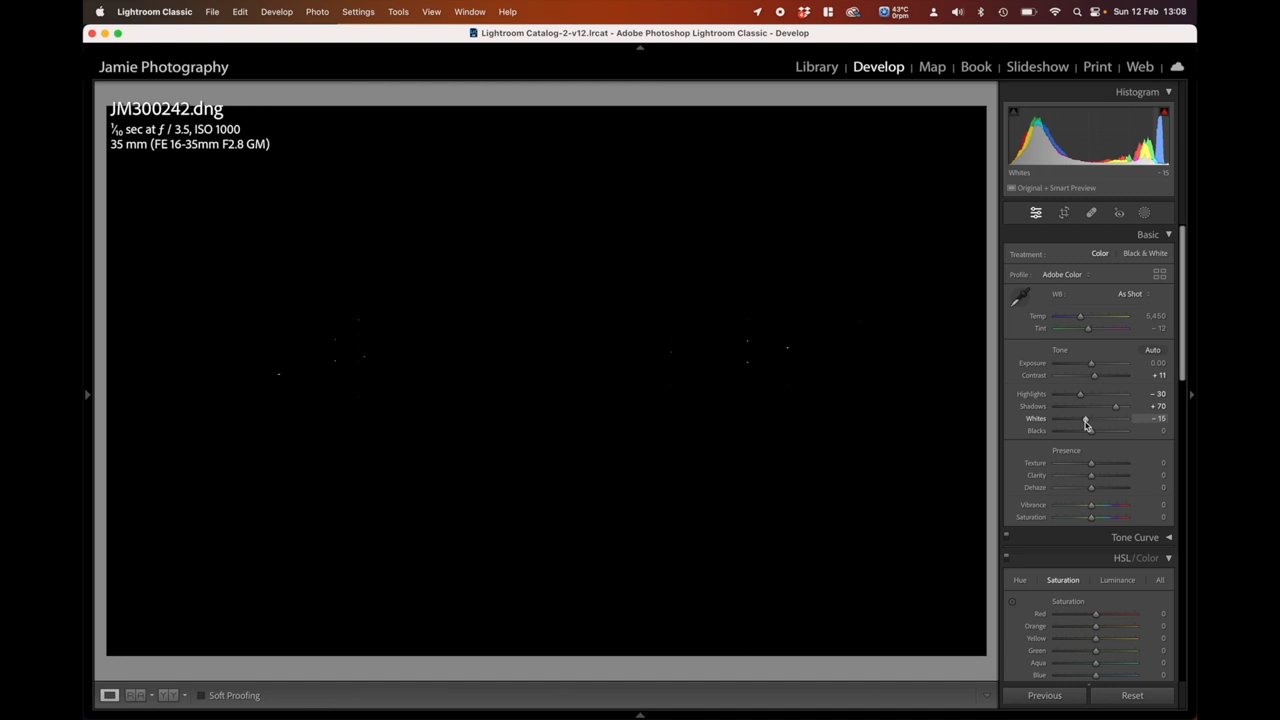 Lightroom Classic File Edit Develop Photo Settings Tools View Window Help 43°C 0rpm Sun 12 Feb 13:08
Lightroom Catalog-2-v12.lrcat - Adobe Photoshop Lightroom Classic - Develop
Jamie Photography Library | Develop | Map | Book | Slideshow | Print | Web
Histogram
JM300242.dng
1/10 sec at ƒ / 3.5, ISO 1000
35 mm (FE 16-35mm F2.8 GM)
Whites - 15
Original + Smart Preview
Basic
Treatment : Color Black & White
Profile : Adobe Color
WB : As Shot
Temp 5,450
Tint - 12
Tone Auto
Exposure 0.00
Contrast + 11
Highlights - 30
Shadows + 70
Whites - 15
Blacks 0
Presence
Texture 0
Clarity 0
Dehaze 0
Vibrance 0
Saturation 0
Tone Curve
HSL / Color
Hue Saturation Luminance All
Saturation
Red 0
Orange 0
Yellow 0
Green 0
Aqua 0
Blue 0
Soft Proofing Previous Reset